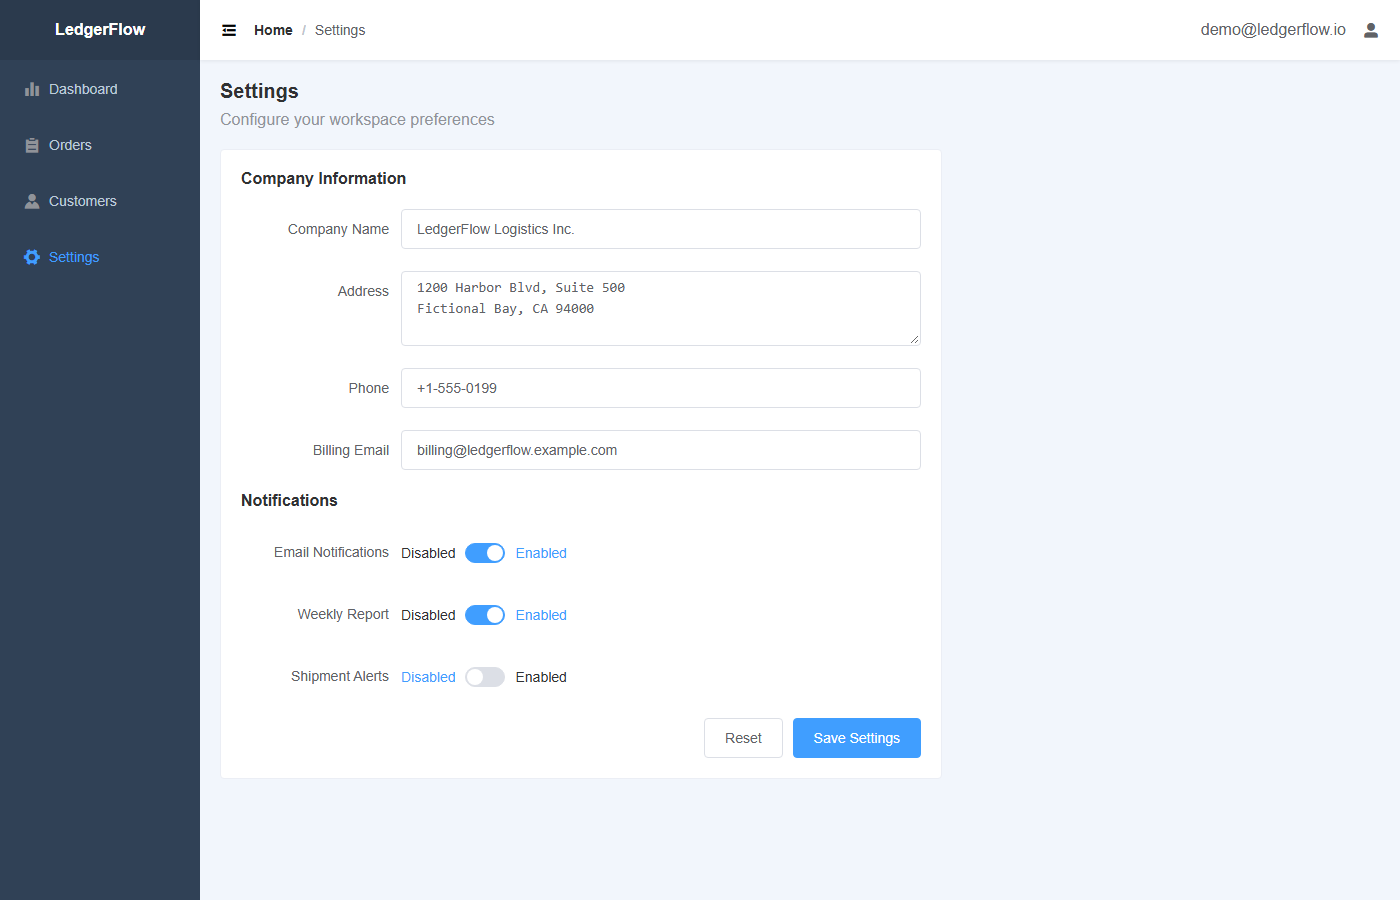 LedgerFlow
Dashboard
Orders
Customers
Settings
Home / Settings
demo@ledgerflow.io
Settings
Configure your workspace preferences
Company Information
Company Name
LedgerFlow Logistics Inc.
Address
1200 Harbor Blvd, Suite 500
Fictional Bay, CA 94000
Phone
+1-555-0199
Billing Email
billing@ledgerflow.example.com
Notifications
Email Notifications Disabled Enabled
Weekly Report Disabled Enabled
Shipment Alerts Disabled Enabled
Reset
Save Settings